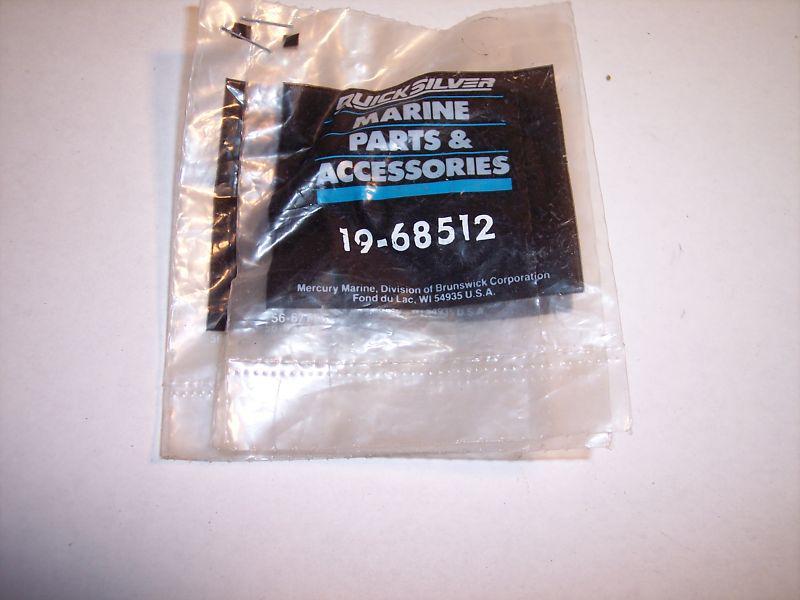 QUICKSILVER
MARINE
PARTS &
ACCESSORIES
19-68512
Mercury Marine, Division of Brunswick Corporation
Fond du Lac, WI 54935 U.S.A.
U.S.A.